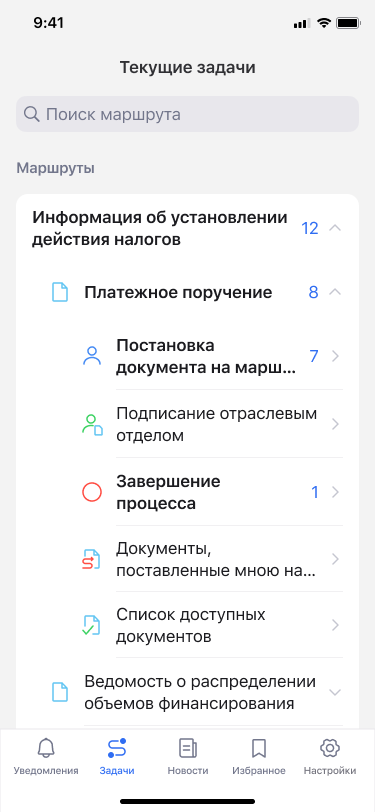 9:41
Текущие задачи
Поиск маршрута
Маршруты
Информация об установлении
действия налогов
12
Платежное поручение
8
Постановка
документа на марш...
7
Подписание отраслевым
отделом
Завершение
процесса
1
Документы,
поставленные мною на...
Список доступных
документов
Ведомость о распределении
объемов финансирования
Уведомления
Задачи
Новости
Избранное
Настройки